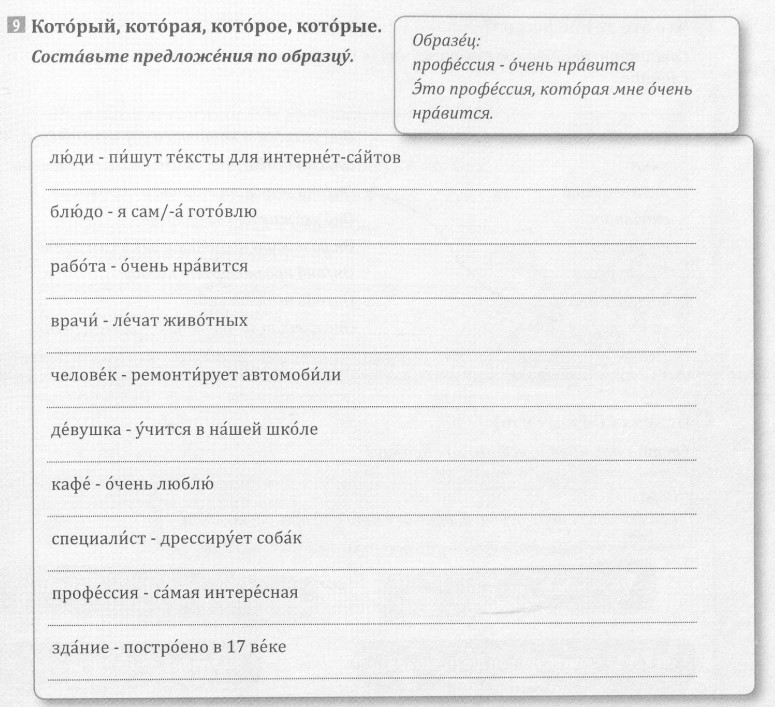 9 Кото́рый, кото́рая, кото́рое, кото́рые.
Соста́вьте предложе́ния по образцу́.
Образе́ц:
профе́ссия - о́чень нра́вится
Э́то профе́ссия, кото́рая мне о́чень
нра́вится.
лю́ди - пи́шут те́ксты для интерне́т-са́йтов
блю́до - я сам/-а́ гото́влю
рабо́та - о́чень нра́вится
врачи́ - ле́чат живо́тных
челове́к - ремонти́рует автомоби́ли
де́вушка - у́чится в на́шей шко́ле
кафе́ - о́чень люблю́
специали́ст - дрессиру́ет соба́к
профе́ссия - са́мая интере́сная
зда́ние - постро́ено в 17 ве́ке